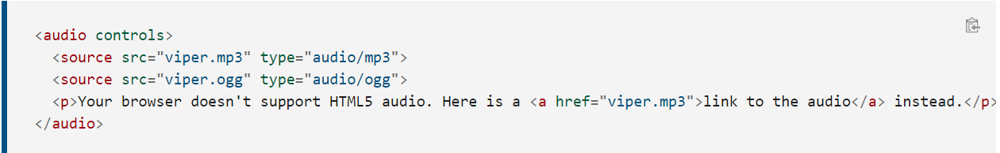 <audio controls>
  <source src="viper.mp3" type="audio/mp3">
  <source src="viper.ogg" type="audio/ogg">
  <p>Your browser doesn't support HTML5 audio. Here is a <a href="viper.mp3">link to the audio</a> instead.</p>
</audio>